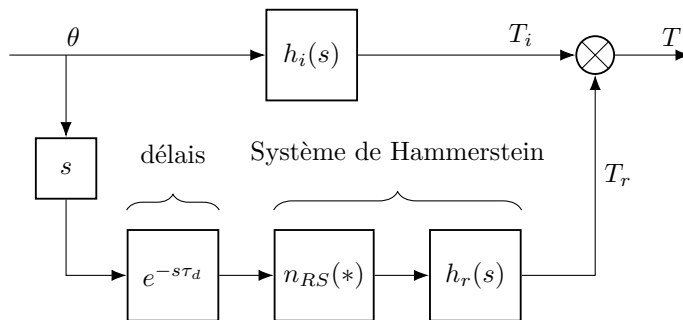 θ
h_i(s)
T_i
T
s
délais
Système de Hammerstein
T_r
e^{-sτ_d}
n_{RS}(*)
h_r(s)